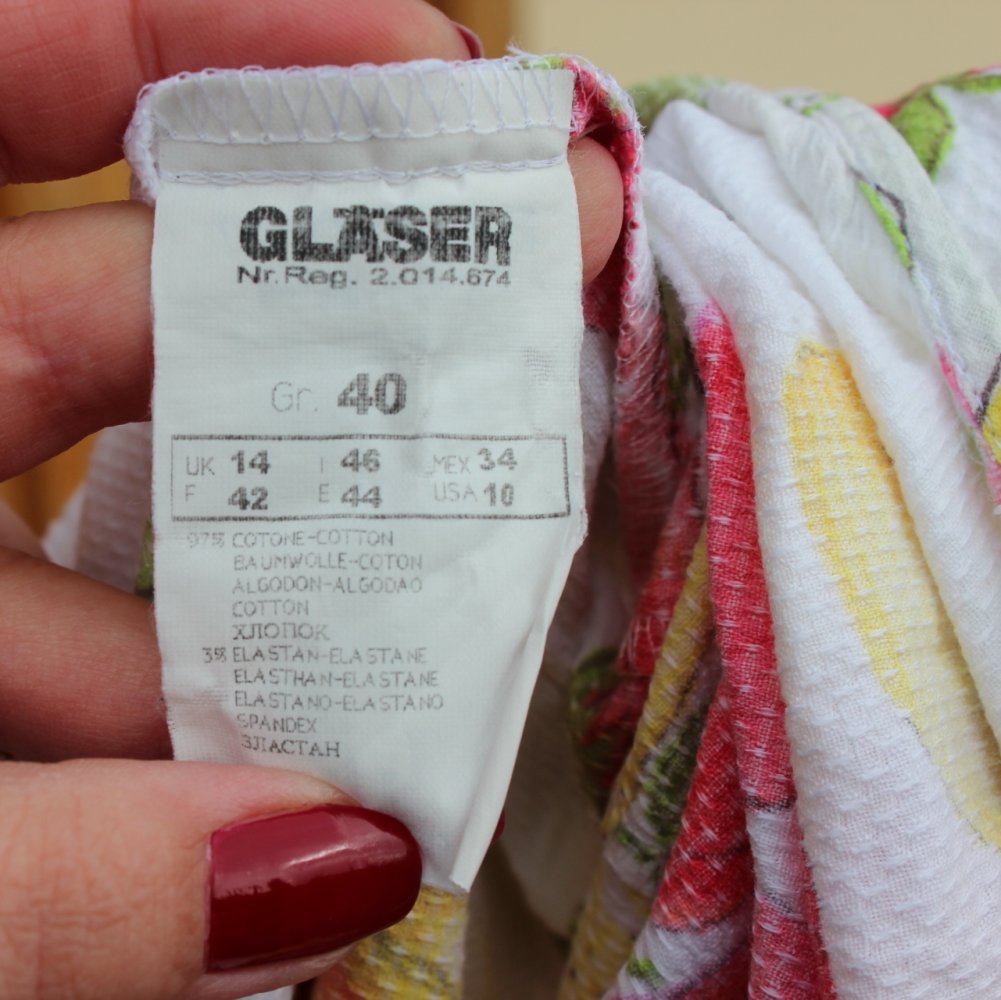 GLÄSER
Nr.Reg. 2.014.674
Gr. 40
UK 14 I 46 MEX 34
F 42 E 44 USA 10
97% COTONE-COTTON
BAUMWOLLE-COTON
ALGODON-ALGODAO
COTTON
ХЛОПОК
3% ELASTAN-ELASTANE
ELASTHAN-ELASTANE
ELASTANO-ELASTANO
SPANDEX
ЭЛАСТАН